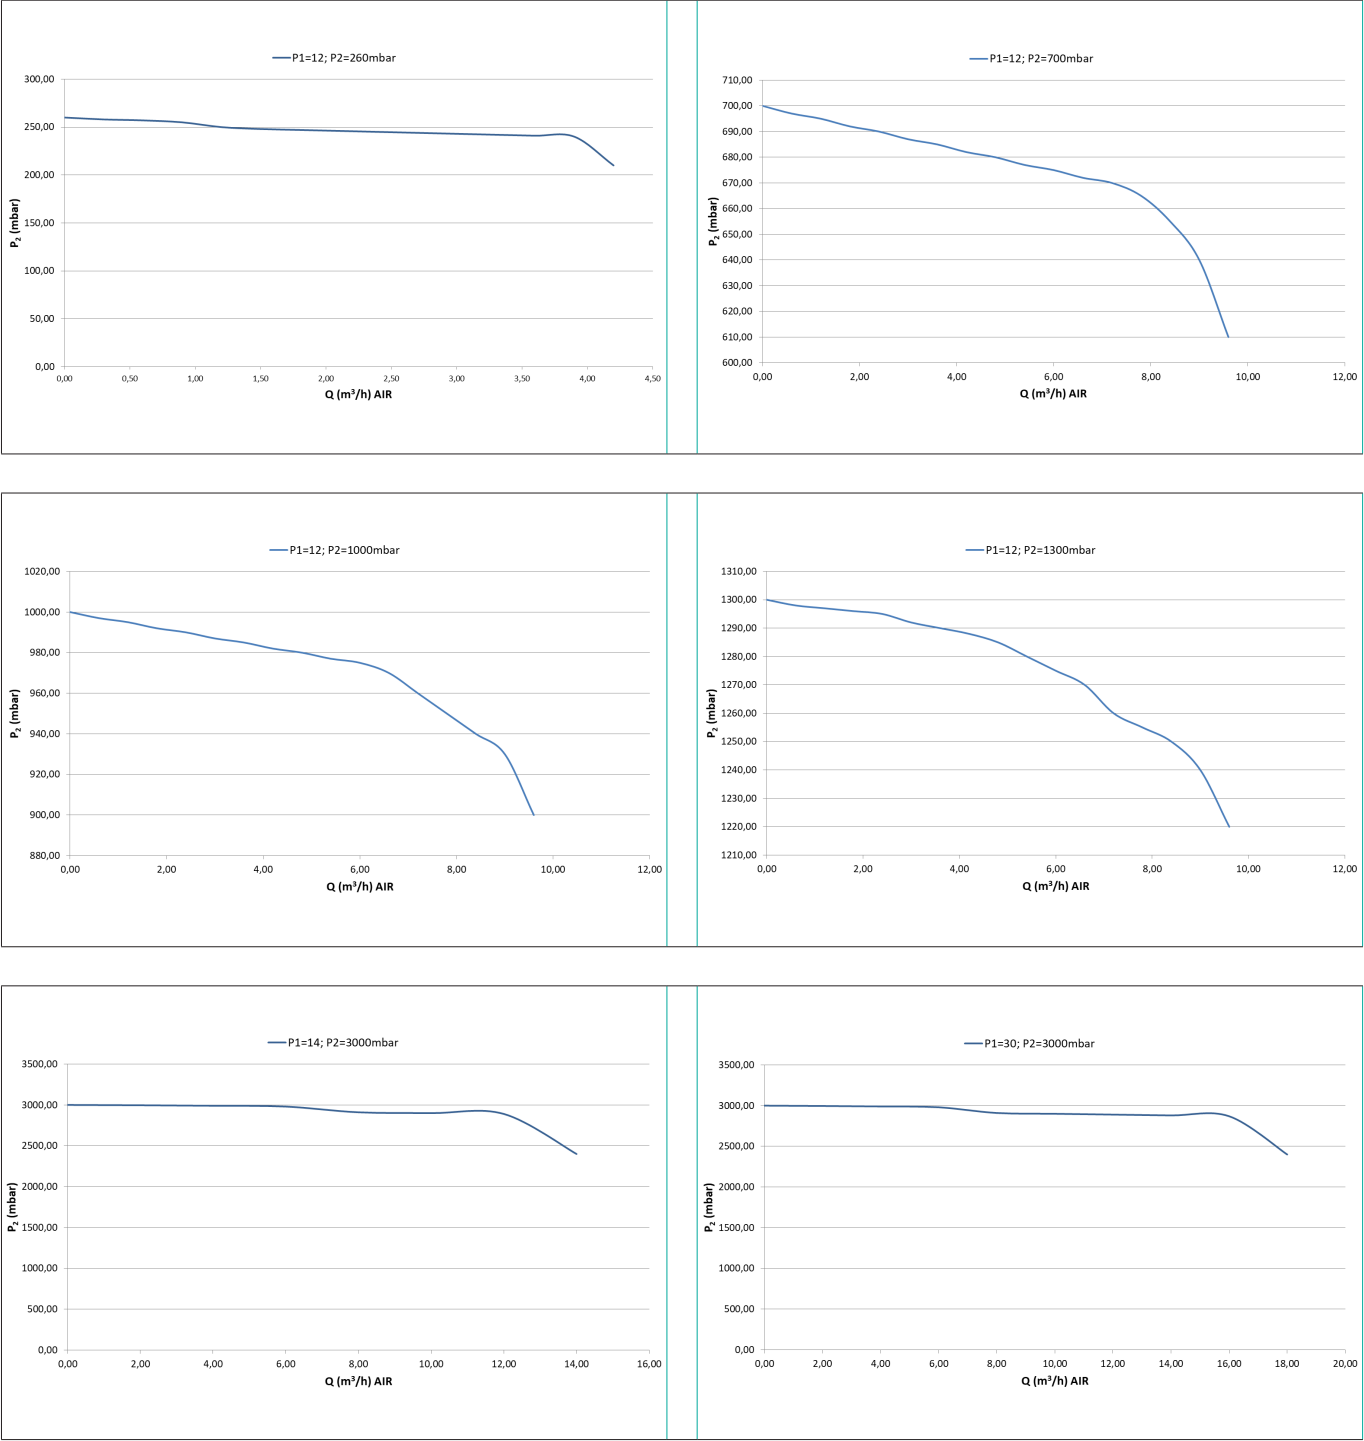 P1=12; P2=260mbar
300,00
250,00
200,00
150,00
100,00
50,00
0,00
P2 (mbar)
0,00 0,50 1,00 1,50 2,00 2,50 3,00 3,50 4,00 4,50
Q (m³/h) AIR
P1=12; P2=700mbar
710,00
700,00
690,00
680,00
670,00
660,00
650,00
640,00
630,00
620,00
610,00
600,00
P2 (mbar)
0,00 2,00 4,00 6,00 8,00 10,00 12,00
Q (m³/h) AIR
P1=12; P2=1000mbar
1020,00
1000,00
980,00
960,00
940,00
920,00
900,00
880,00
P2 (mbar)
0,00 2,00 4,00 6,00 8,00 10,00 12,00
Q (m³/h) AIR
P1=12; P2=1300mbar
1310,00
1300,00
1290,00
1280,00
1270,00
1260,00
1250,00
1240,00
1230,00
1220,00
1210,00
P2 (mbar)
0,00 2,00 4,00 6,00 8,00 10,00 12,00
Q (m³/h) AIR
P1=14; P2=3000mbar
3500,00
3000,00
2500,00
2000,00
1500,00
1000,00
500,00
0,00
P2 (mbar)
0,00 2,00 4,00 6,00 8,00 10,00 12,00 14,00 16,00
Q (m³/h) AIR
P1=30; P2=3000mbar
3500,00
3000,00
2500,00
2000,00
1500,00
1000,00
500,00
0,00
P2 (mbar)
0,00 2,00 4,00 6,00 8,00 10,00 12,00 14,00 16,00 18,00 20,00
Q (m³/h) AIR